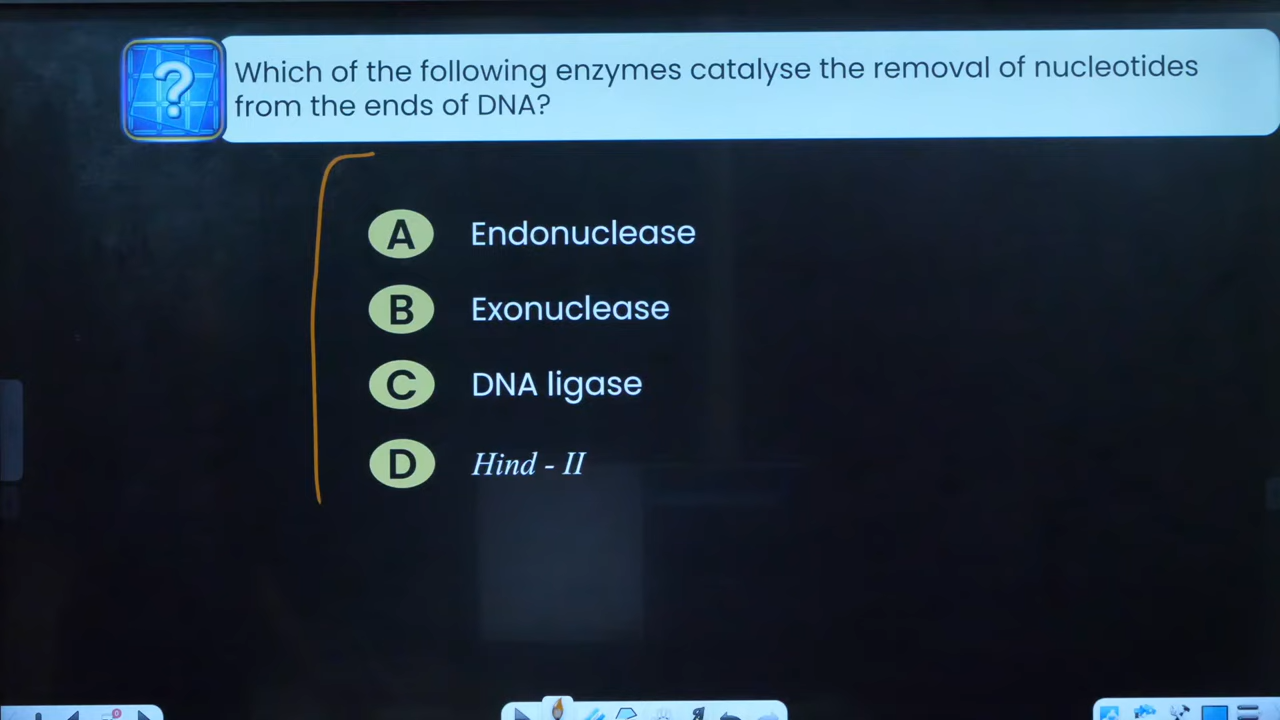 ?
Which of the following enzymes catalyse the removal of nucleotides
from the ends of DNA?
A Endonuclease
B Exonuclease
C DNA ligase
D Hind - II